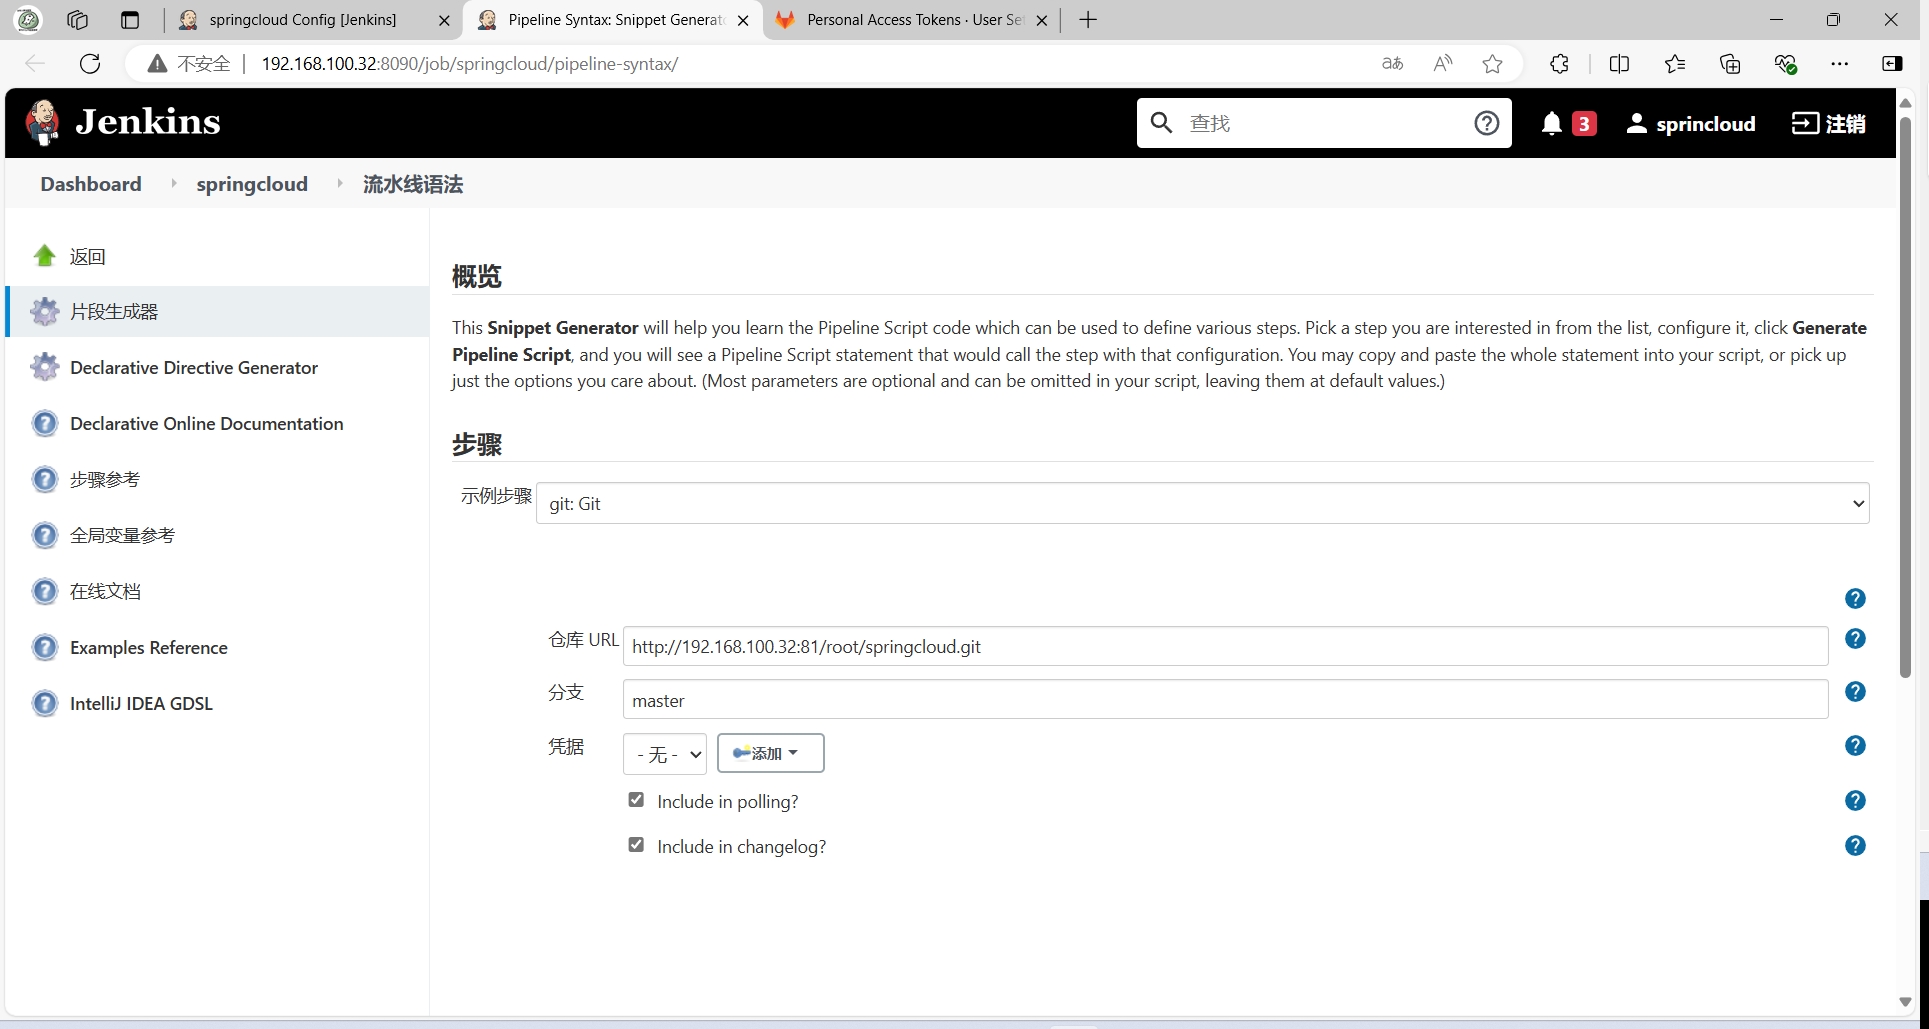 springcloud Config [Jenkins]
Pipeline Syntax: Snippet Generat
Personal Access Tokens · User Se
不安全
192.168.100.32:8090/job/springcloud/pipeline-syntax/
Jenkins
查找
3
sprincloud
注销
Dashboard
springcloud
流水线语法
返回
片段生成器
Declarative Directive Generator
Declarative Online Documentation
步骤参考
全局变量参考
在线文档
Examples Reference
IntelliJ IDEA GDSL
概览
This Snippet Generator will help you learn the Pipeline Script code which can be used to define various steps. Pick a step you are interested in from the list, configure it, click Generate
Pipeline Script, and you will see a Pipeline Script statement that would call the step with that configuration. You may copy and paste the whole statement into your script, or pick up
just the options you care about. (Most parameters are optional and can be omitted in your script, leaving them at default values.)
步骤
示例步骤
git: Git
仓库 URL
http://192.168.100.32:81/root/springcloud.git
分支
master
凭据
- 无 -
添加
Include in polling?
Include in changelog?